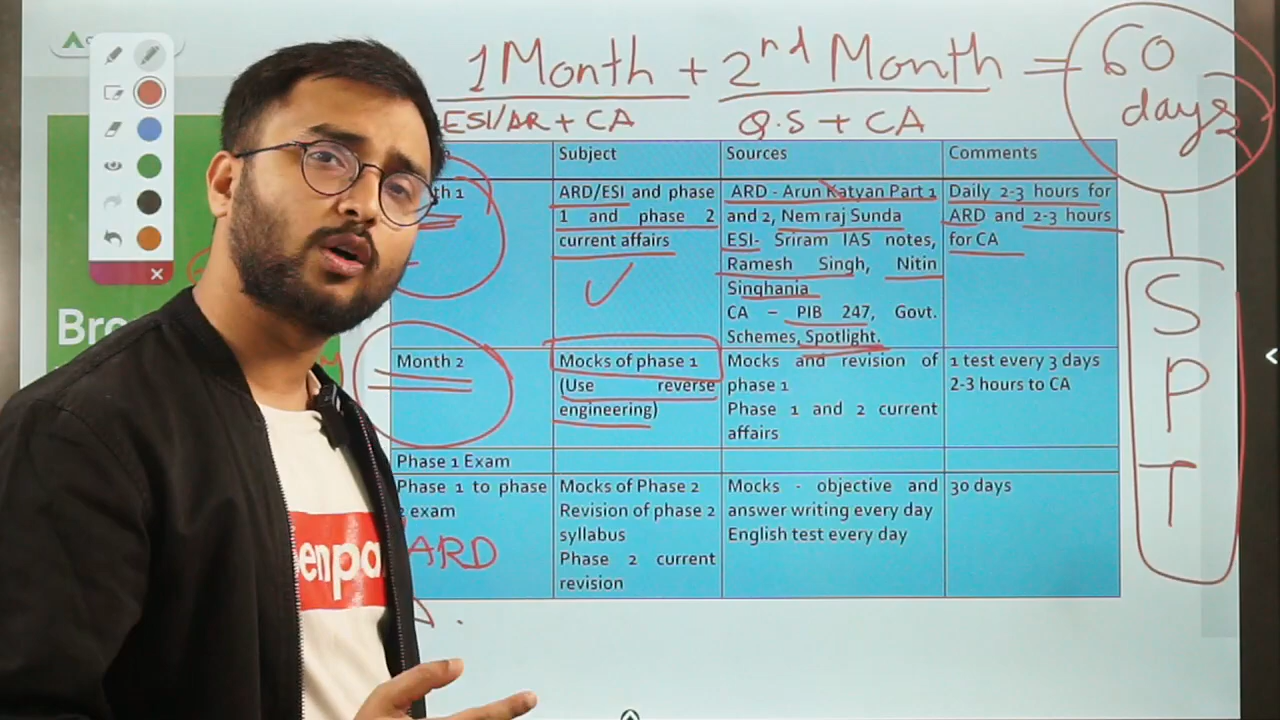 1 Month + 2nd Month = 60
days
ESI/AR + CA Q.S + CA
Subject Sources Comments
ARD/ESI and phase
1 and phase 2
current affairs
ARD - Arun Katyan Part 1
and 2, Nem raj Sunda
ESI- Sriram IAS notes,
Ramesh Singh, Nitin
Singhania
CA – PIB 247, Govt.
Schemes, Spotlight.
Daily 2-3 hours for
ARD and 2-3 hours
for CA
Month 2
Mocks of phase 1
(Use reverse
engineering)
Mocks and revision of
phase 1
Phase 1 and 2 current
affairs
1 test every 3 days
2-3 hours to CA
Phase 1 Exam
Phase 1 to phase
2 exam
Mocks of Phase 2
Revision of phase 2
syllabus
Phase 2 current
revision
Mocks - objective and
answer writing every day
English test every day
30 days
ARD
S
P
T